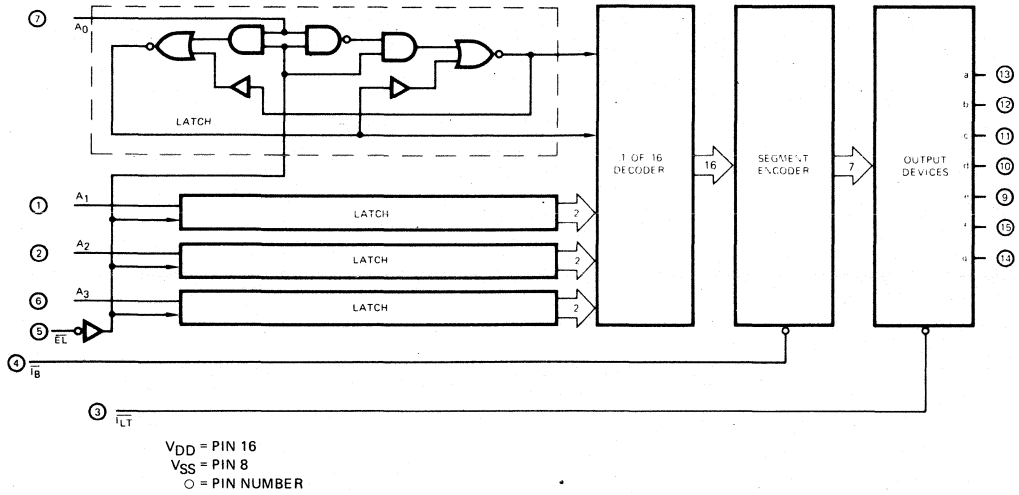 7 A0
LATCH
1 OF 16 DECODER
16
SEGMENT ENCODER
7
OUTPUT DEVICES
a 13
b 12
c 11
d 10
9
f 15
14
1 A1
LATCH
2
2 A2
LATCH
2
6 A3
LATCH
2
5 EL
4 IB
3 ILT
VDD = PIN 16
VSS = PIN 8
○ = PIN NUMBER